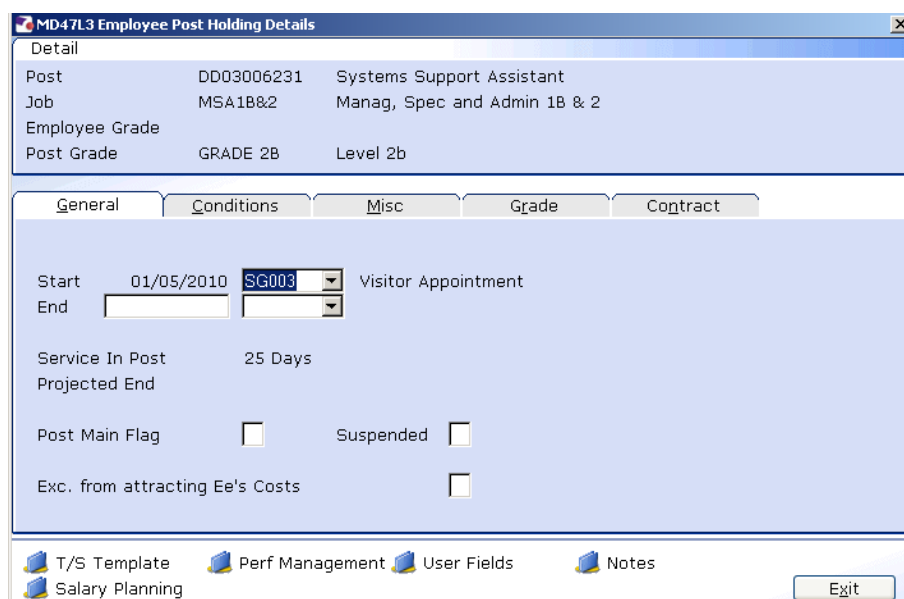 MD47L3 Employee Post Holding Details
Detail
Post DD03006231 Systems Support Assistant
Job MSA1B&2 Manag, Spec and Admin 1B & 2
Employee Grade
Post Grade GRADE 2B Level 2b
General Conditions Misc Grade Contract
Start 01/05/2010 SG003 Visitor Appointment
End
Service In Post 25 Days
Projected End
Post Main Flag Suspended
Exc. from attracting Ee's Costs
T/S Template Perf Management User Fields Notes
Salary Planning Exit